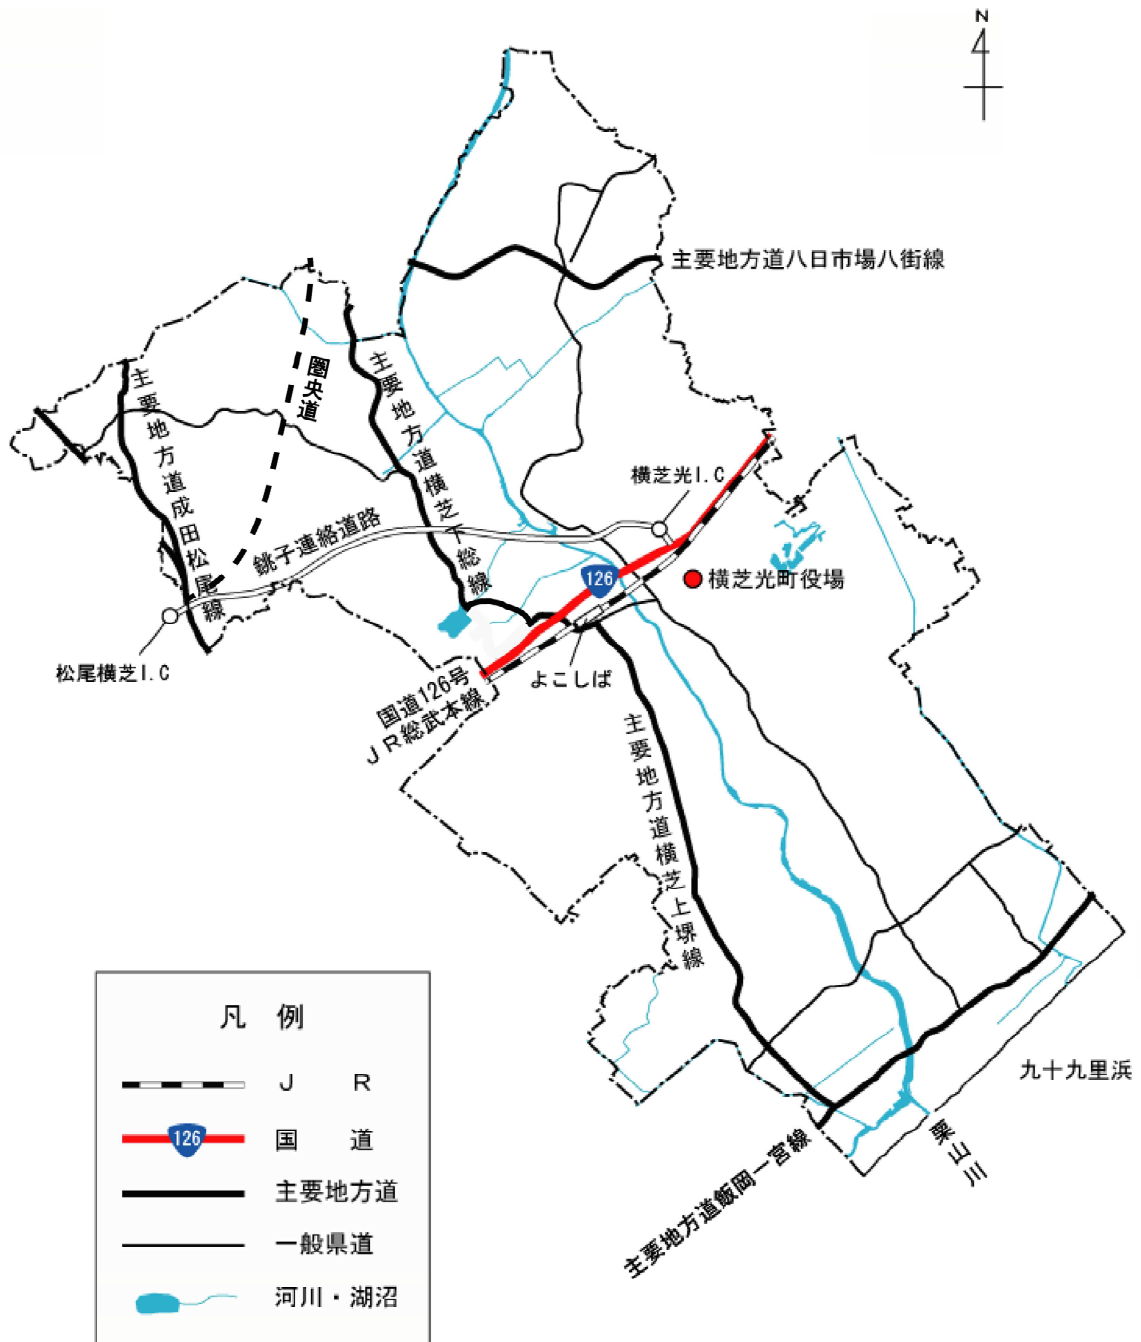 N
主要地方道八日市場八街線
圏央道
主要地方道成田松尾線
主要地方道横芝下総線
横芝光I.C
銚子連絡道路
126
横芝光町役場
松尾横芝I.C
よこしば
国道126号
JR総武本線
主要地方道横芝上堺線
九十九里浜
栗山川
主要地方道飯岡一宮線
凡 例
J R
126
国 道
主要地方道
一般県道
河川・湖沼